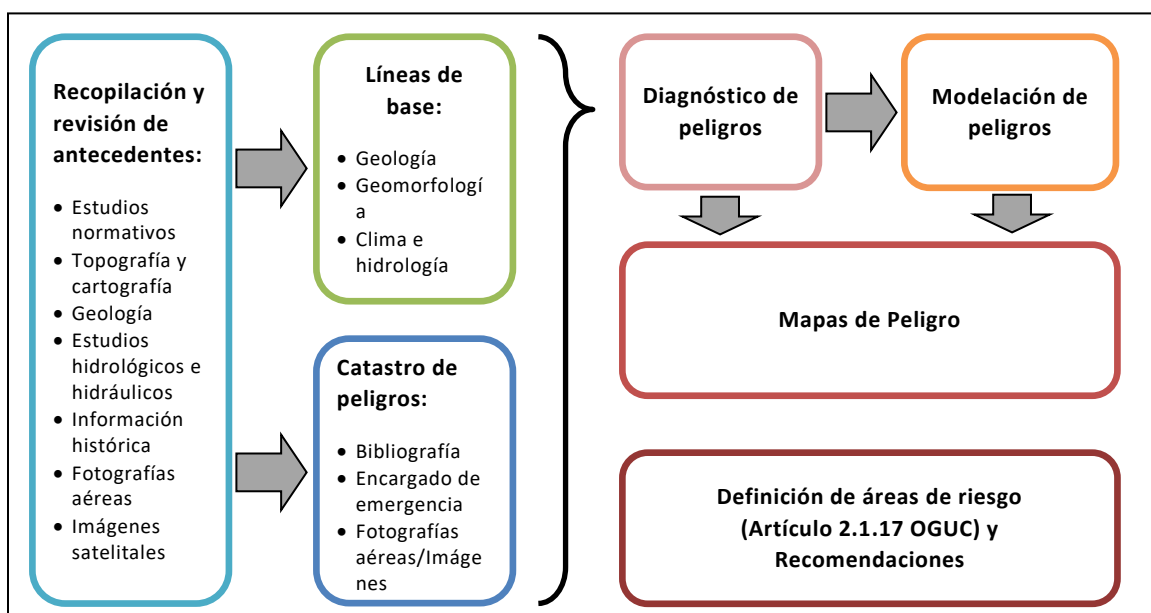 Recopilación y
revisión de
antecedentes:
• Estudios
normativos
• Topografía y
cartografía
• Geología
• Estudios
hidrológicos e
hidráulicos
• Información
histórica
• Fotografías
aéreas
• Imágenes
satelitales
Líneas de
base:
• Geología
• Geomorfologí
a
• Clima e
hidrología
Catastro de
peligros:
• Bibliografía
• Encargado de
emergencia
• Fotografías
aéreas/Imáge
nes
Diagnóstico de
peligros
Modelación de
peligros
Mapas de Peligro
Definición de áreas de riesgo
(Artículo 2.1.17 OGUC) y
Recomendaciones